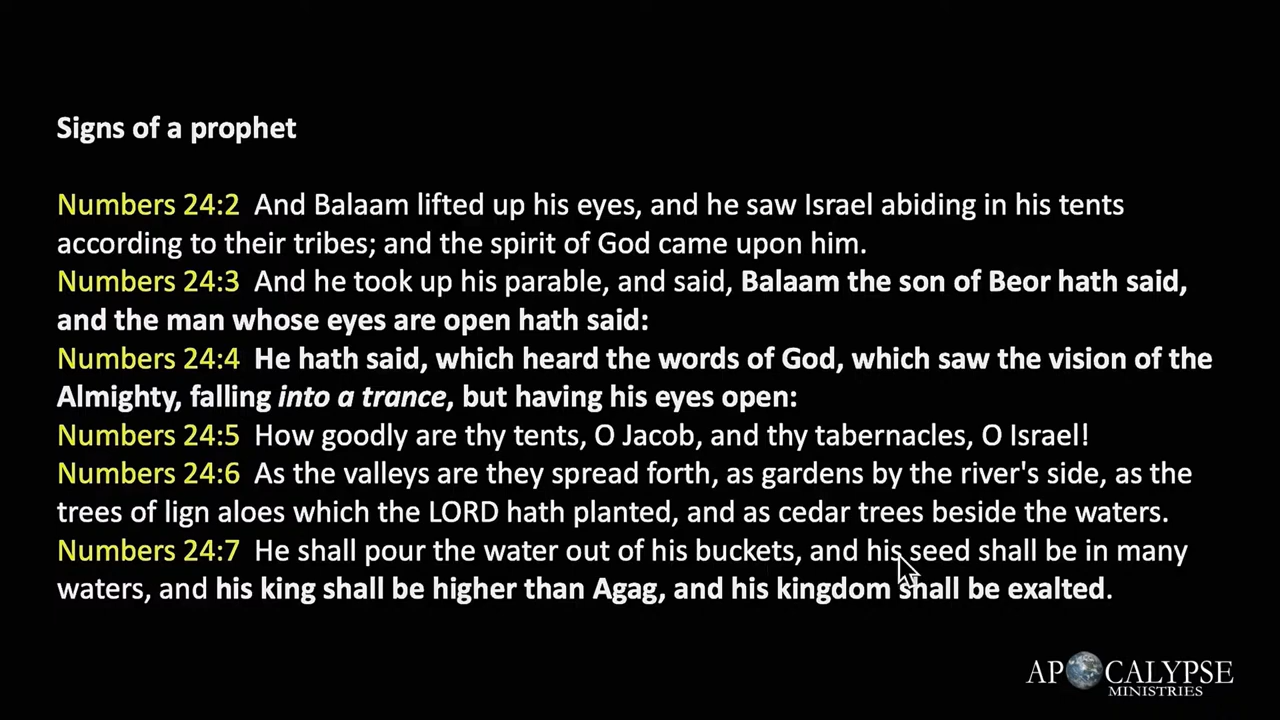 Signs of a prophet
Numbers 24:2 And Balaam lifted up his eyes, and he saw Israel abiding in his tents
according to their tribes; and the spirit of God came upon him.
Numbers 24:3 And he took up his parable, and said, Balaam the son of Beor hath said,
and the man whose eyes are open hath said:
Numbers 24:4 He hath said, which heard the words of God, which saw the vision of the
Almighty, falling into a trance, but having his eyes open:
Numbers 24:5 How goodly are thy tents, O Jacob, and thy tabernacles, O Israel!
Numbers 24:6 As the valleys are they spread forth, as gardens by the river's side, as the
trees of lign aloes which the LORD hath planted, and as cedar trees beside the waters.
Numbers 24:7 He shall pour the water out of his buckets, and his seed shall be in many
waters, and his king shall be higher than Agag, and his kingdom shall be exalted.
APOCALYPSE
MINISTRIES